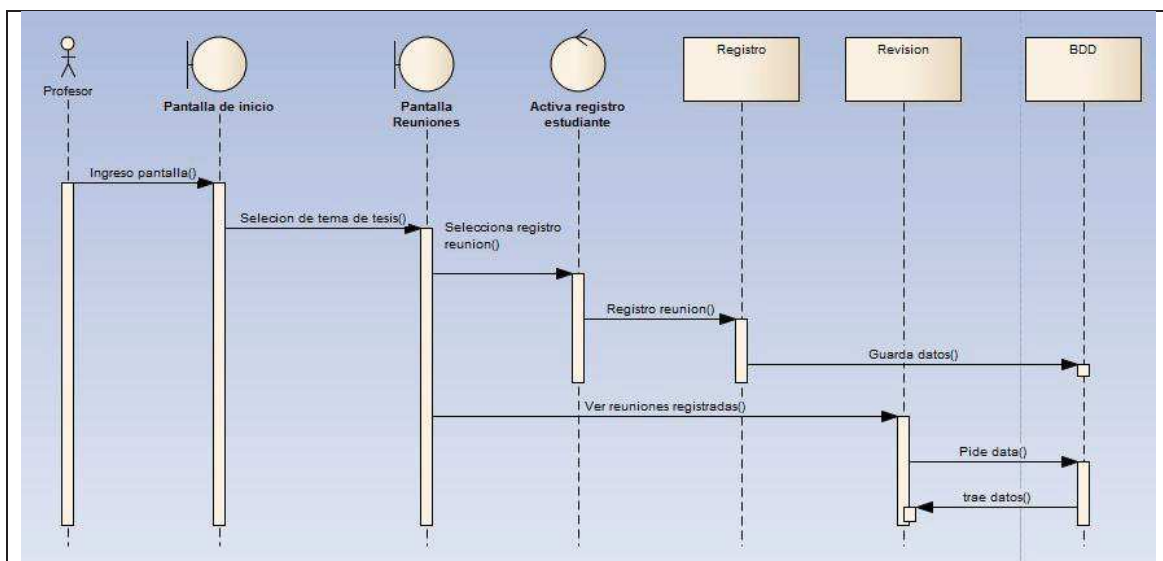 Profesor
Pantalla de inicio
Pantalla
Reuniones
Activa registro
estudiante
Registro
Revision
BDD
Ingreso pantalla()
Selecion de tema de tesis()
Selecciona registro
reunion()
Registro reunion()
Guarda datos()
Ver reuniones registradas()
Pide data()
trae datos()